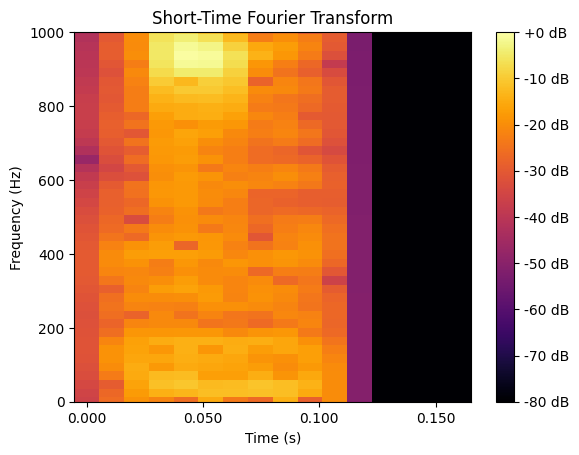 Short-Time Fourier Transform
1000
800
600
400
200
0
Frequency (Hz)
0.000
0.050
0.100
0.150
Time (s)
+0 dB
-10 dB
-20 dB
-30 dB
-40 dB
-50 dB
-60 dB
-70 dB
-80 dB